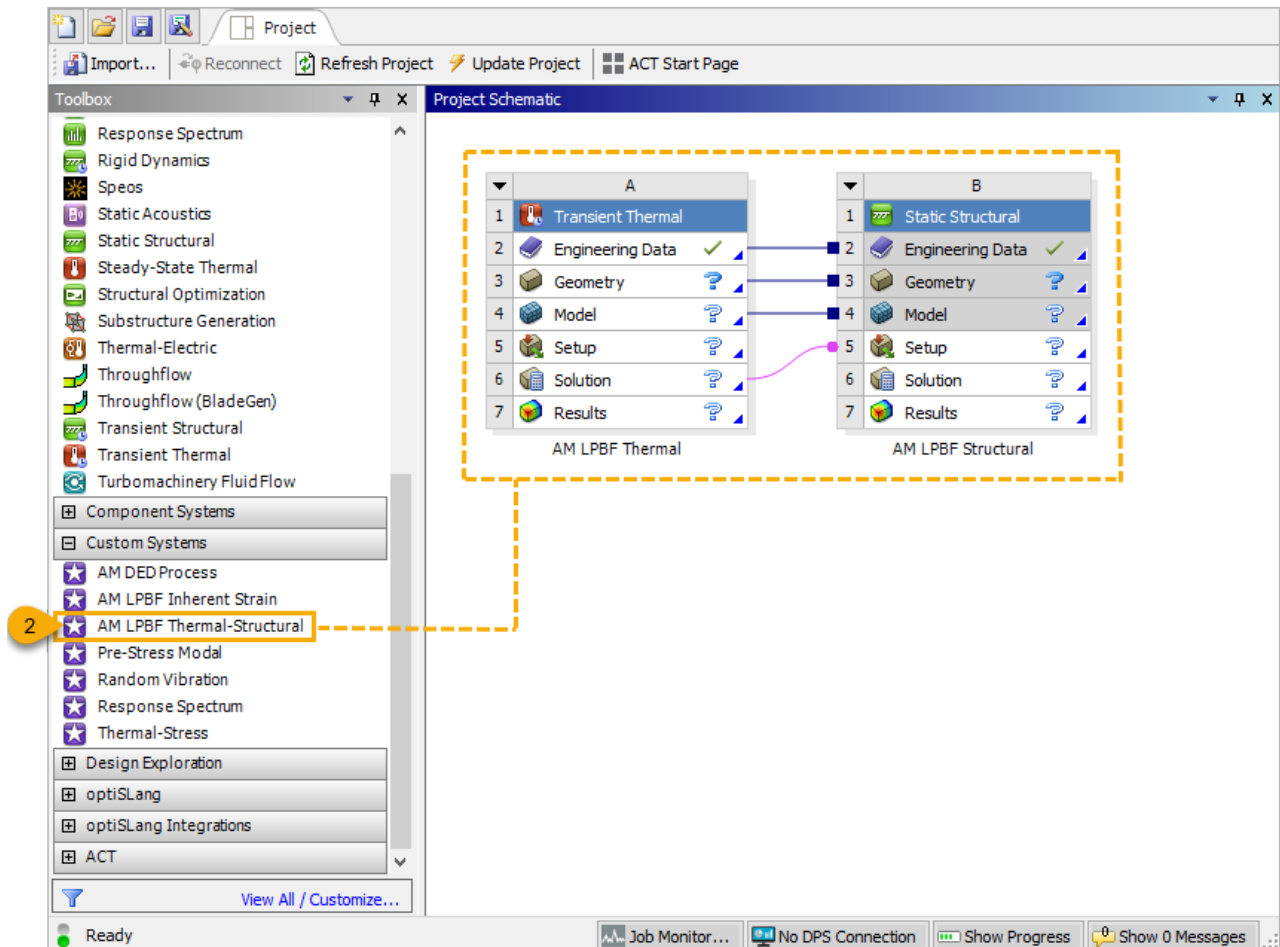 Project
Import... Reconnect Refresh Project Update Project ACT Start Page
Toolbox
Response Spectrum
Rigid Dynamics
Speos
Static Acoustics
Static Structural
Steady-State Thermal
Structural Optimization
Substructure Generation
Thermal-Electric
Throughflow
Throughflow (BladeGen)
Transient Structural
Transient Thermal
Turbomachinery Fluid Flow
Component Systems
Custom Systems
AM DED Process
AM LPBF Inherent Strain
2 AM LPBF Thermal-Structural
Pre-Stress Modal
Random Vibration
Response Spectrum
Thermal-Stress
Design Exploration
optiSLang
optiSLang Integrations
ACT
View All / Customize...
Project Schematic
A
1 Transient Thermal
2 Engineering Data
3 Geometry
4 Model
5 Setup
6 Solution
7 Results
AM LPBF Thermal
B
1 Static Structural
2 Engineering Data
3 Geometry
4 Model
5 Setup
6 Solution
7 Results
AM LPBF Structural
Ready Job Monitor... No DPS Connection Show Progress Show 0 Messages